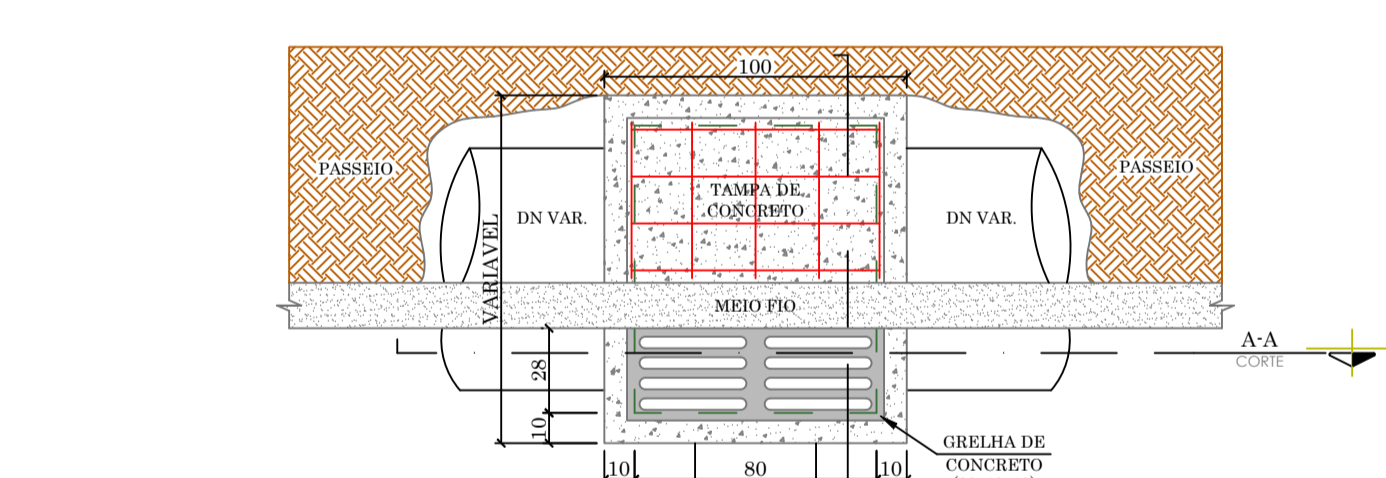 100
PASSEIO
PASSEIO
TAMPA DE
CONCRETO
DN VAR.
DN VAR.
VARIAVEL
MEIO FIO
A-A
CORTE
28
10
GRELHA DE
CONCRETO
10
80
10